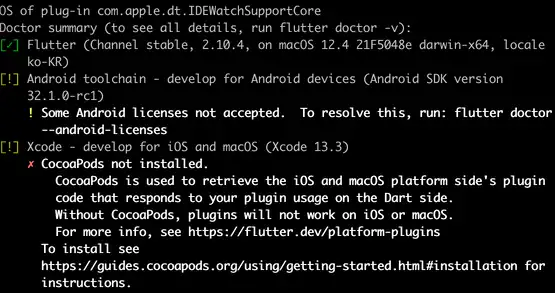 OS of plug-in com.apple.dt.IDEWatchSupportCore
Doctor summary (to see all details, run flutter doctor -v):
[✓] Flutter (Channel stable, 2.10.4, on macOS 12.4 21F5048e darwin-x64, locale
ko-KR)
[!] Android toolchain - develop for Android devices (Android SDK version
32.1.0-rc1)
! Some Android licenses not accepted.  To resolve this, run: flutter doctor
--android-licenses
[!] Xcode - develop for iOS and macOS (Xcode 13.3)
✗ CocoaPods not installed.
CocoaPods is used to retrieve the iOS and macOS platform side's plugin
code that responds to your plugin usage on the Dart side.
Without CocoaPods, plugins will not work on iOS or macOS.
For more info, see https://flutter.dev/platform-plugins
To install see
https://guides.cocoapods.org/using/getting-started.html#installation for
instructions.